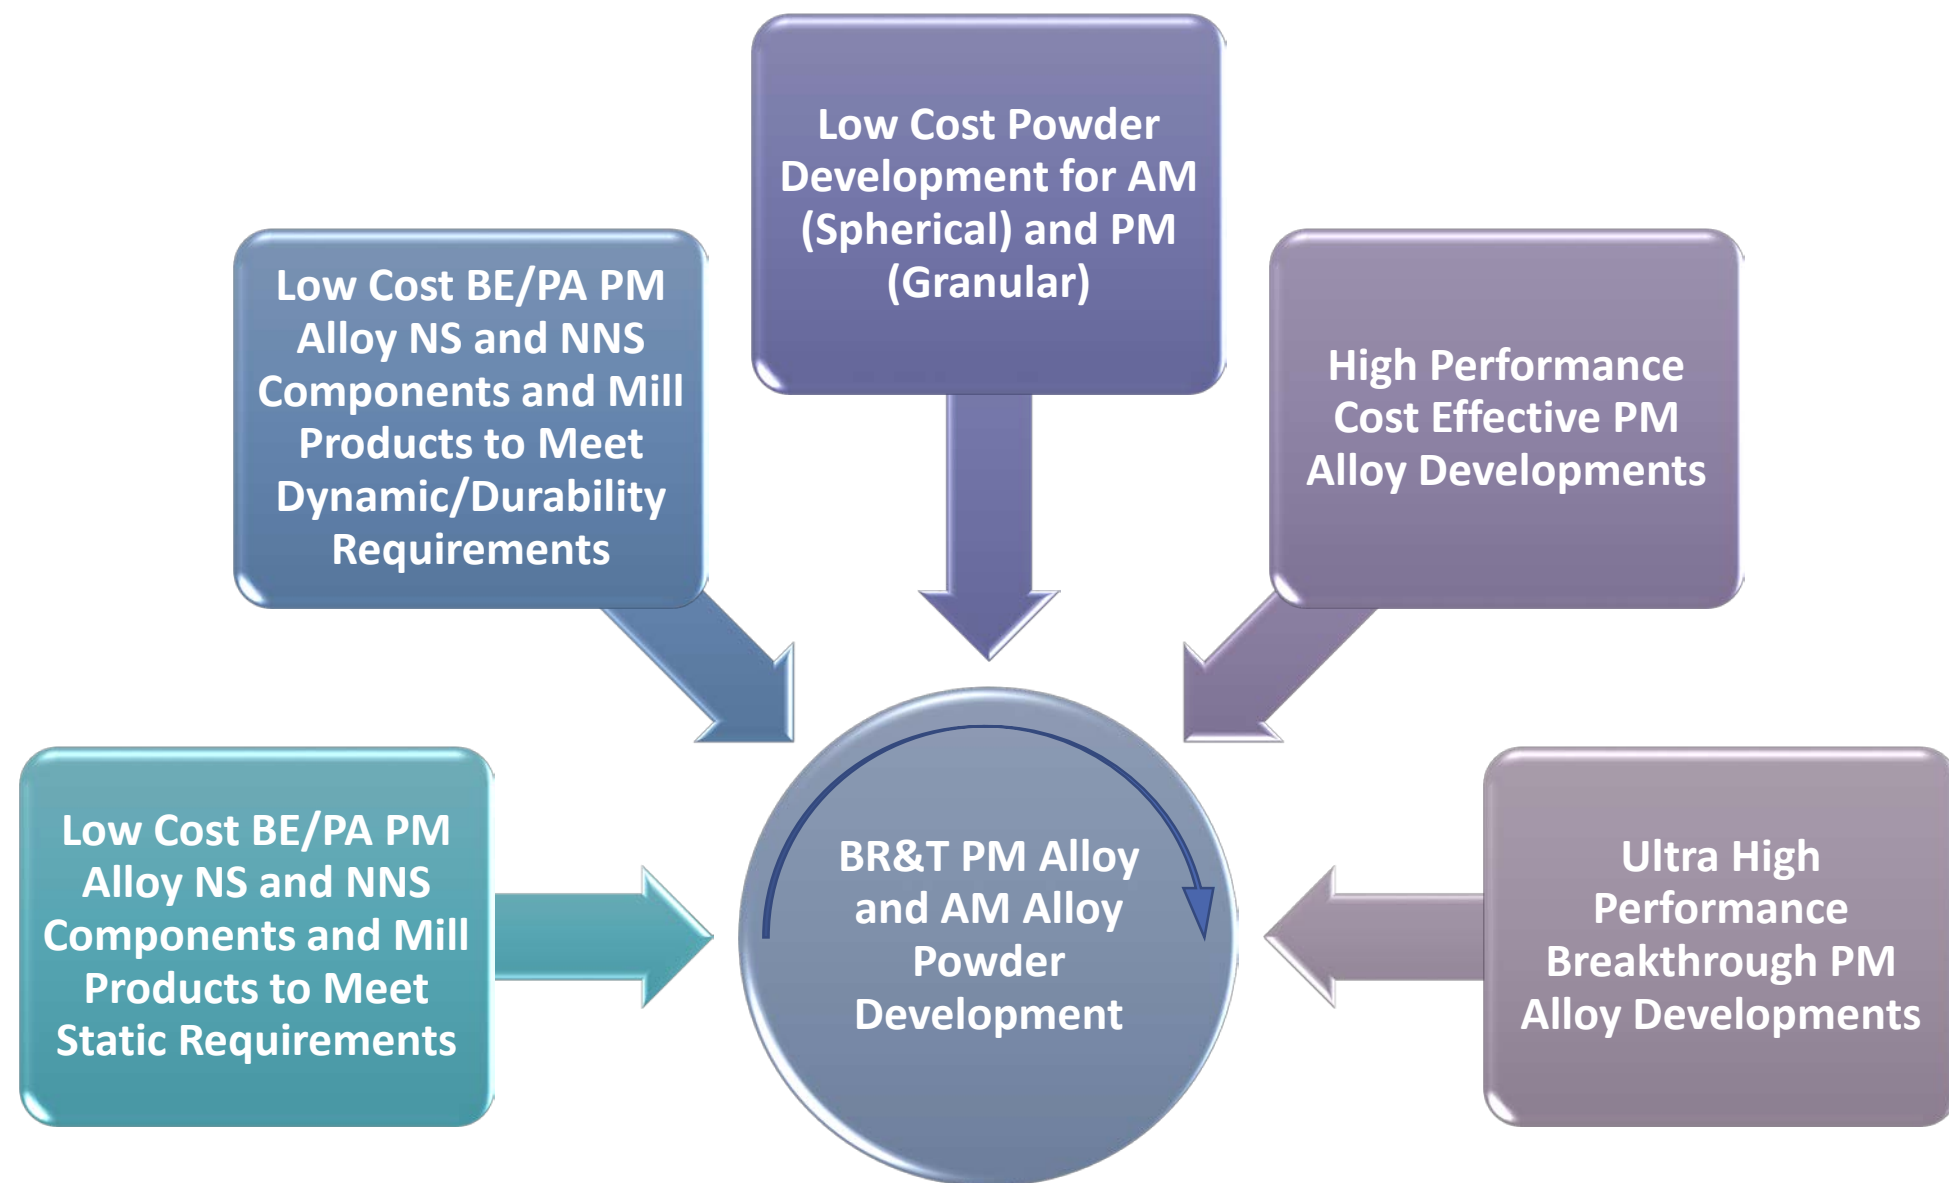 Low Cost BE/PA PM
Alloy NS and NNS
Components and Mill
Products to Meet
Static Requirements
Low Cost BE/PA PM
Alloy NS and NNS
Components and Mill
Products to Meet
Dynamic/Durability
Requirements
Low Cost Powder
Development for AM
(Spherical) and PM
(Granular)
High Performance
Cost Effective PM
Alloy Developments
Ultra High
Performance
Breakthrough PM
Alloy Developments
BR&T PM Alloy
and AM Alloy
Powder
Development